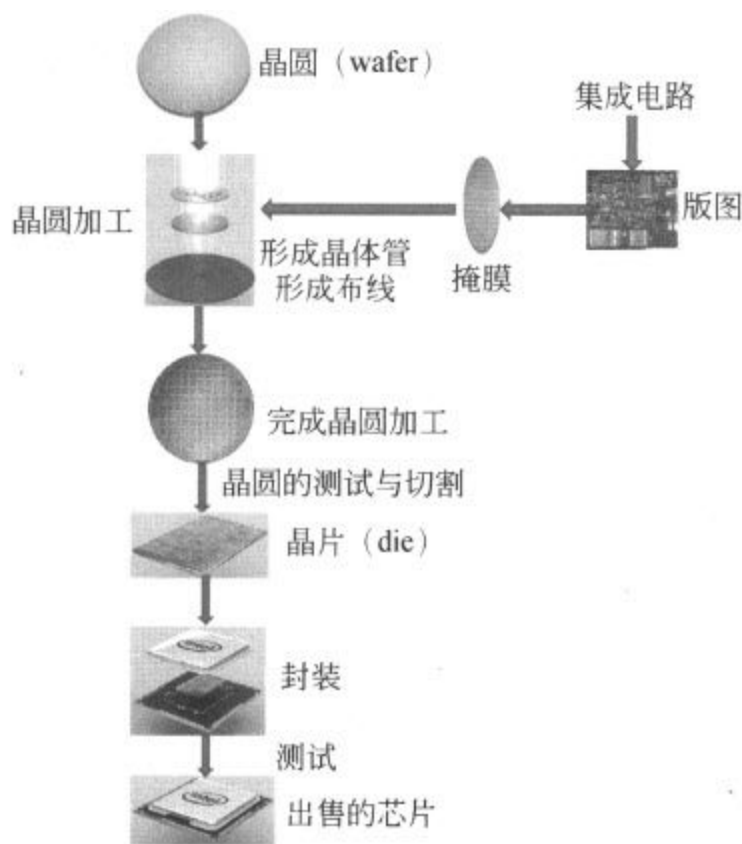 晶圆（wafer）
集成电路
晶圆加工
版图
形成晶体管
形成布线
掩膜
完成晶圆加工
晶圆的测试与切割
晶片（die）
封装
测试
出售的芯片